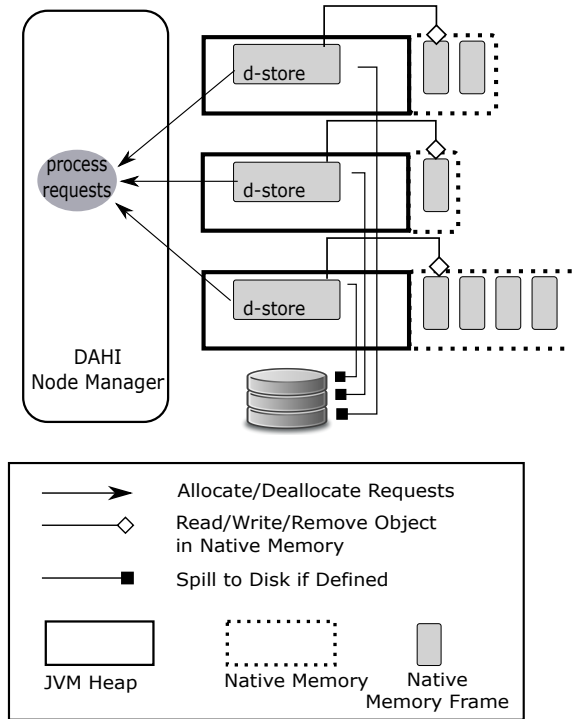 d-store
process
requests
d-store
d-store
DAHI
Node Manager
Allocate/Deallocate Requests
Read/Write/Remove Object
in Native Memory
Spill to Disk if Defined
JVM Heap
Native Memory
Native
Memory Frame